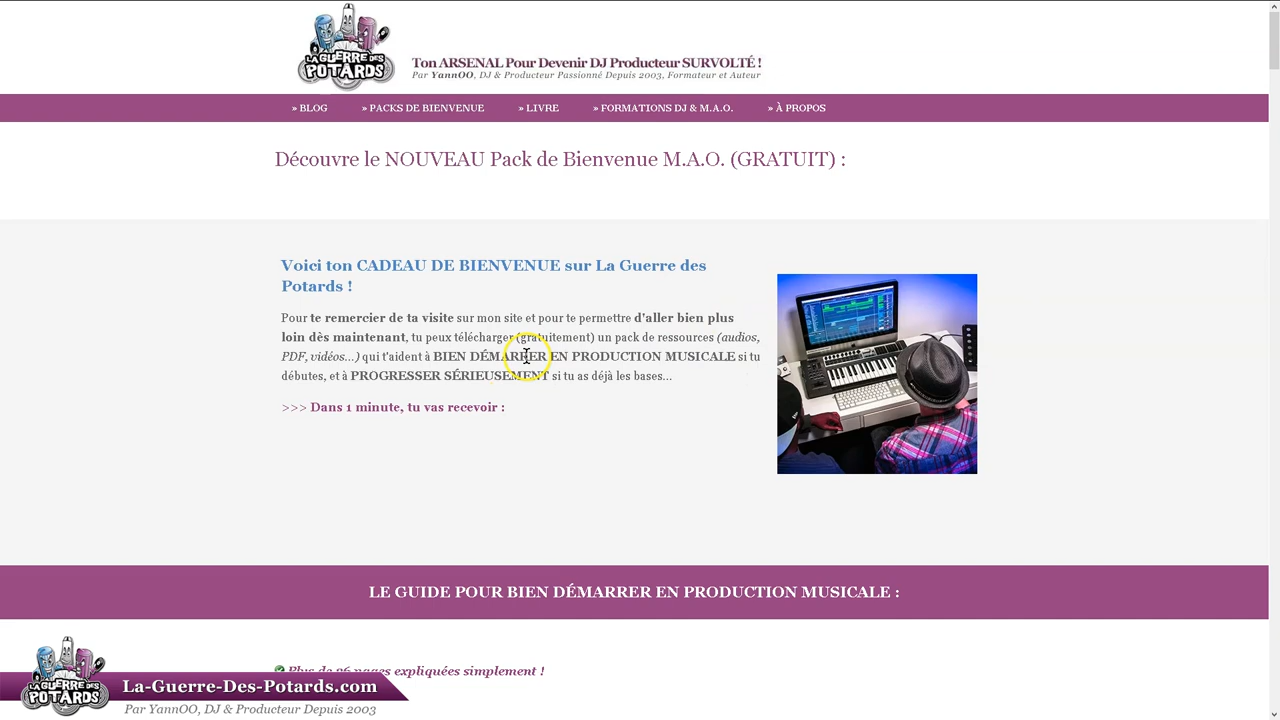 LA GUERRE DES
POTARDS
Ton ARSENAL Pour Devenir DJ Producteur SURVOLTÉ !
Par YannOO, DJ & Producteur Passionné Depuis 2003, Formateur et Auteur
» BLOG » PACKS DE BIENVENUE » LIVRE » FORMATIONS DJ & M.A.O. » À PROPOS
Découvre le NOUVEAU Pack de Bienvenue M.A.O. (GRATUIT) :
Voici ton CADEAU DE BIENVENUE sur La Guerre des
Potards !
Pour te remercier de ta visite sur mon site et pour te permettre d'aller bien plus
loin dès maintenant, tu peux télécharger (gratuitement) un pack de ressources (audios,
PDF, vidéos...) qui t'aident à BIEN DÉMARRER EN PRODUCTION MUSICALE si tu
débutes, et à PROGRESSER SÉRIEUSEMENT si tu as déjà les bases...
>>> Dans 1 minute, tu vas recevoir :
LE GUIDE POUR BIEN DÉMARRER EN PRODUCTION MUSICALE :
Plus de 26 pages expliquées simplement !
LA GUERRE DES
POTARDS
La-Guerre-Des-Potards.com
Par YannOO, DJ & Producteur Depuis 2003